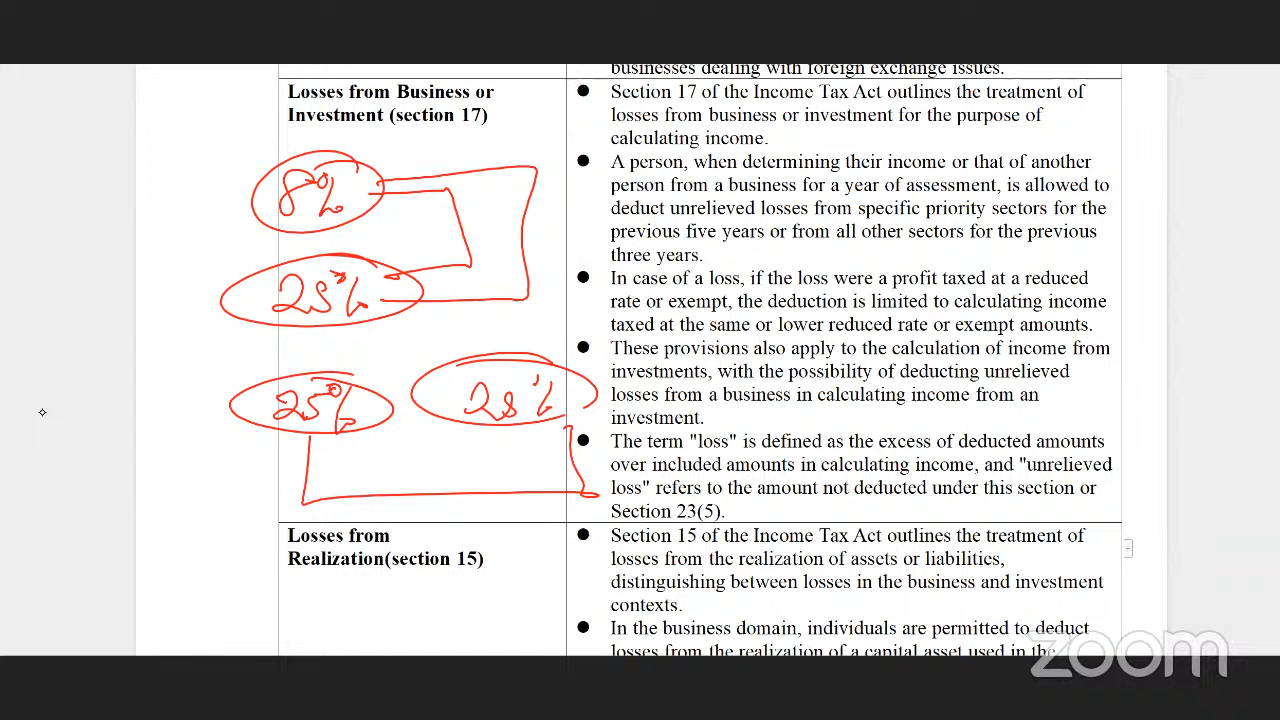 businesses dealing with foreign exchange issues.
Losses from Business or
Investment (section 17)
● Section 17 of the Income Tax Act outlines the treatment of
losses from business or investment for the purpose of
calculating income.
● A person, when determining their income or that of another
person from a business for a year of assessment, is allowed to
deduct unrelieved losses from specific priority sectors for the
previous five years or from all other sectors for the previous
three years.
● In case of a loss, if the loss were a profit taxed at a reduced
rate or exempt, the deduction is limited to calculating income
taxed at the same or lower reduced rate or exempt amounts.
● These provisions also apply to the calculation of income from
investments, with the possibility of deducting unrelieved
losses from a business in calculating income from an
investment.
● The term "loss" is defined as the excess of deducted amounts
over included amounts in calculating income, and "unrelieved
loss" refers to the amount not deducted under this section or
Section 23(5).
8%
25%
25%
25%
Losses from
Realization(section 15)
● Section 15 of the Income Tax Act outlines the treatment of
losses from the realization of assets or liabilities,
distinguishing between losses in the business and investment
contexts.
● In the business domain, individuals are permitted to deduct
losses from the realization of a capital asset used in the
zoom